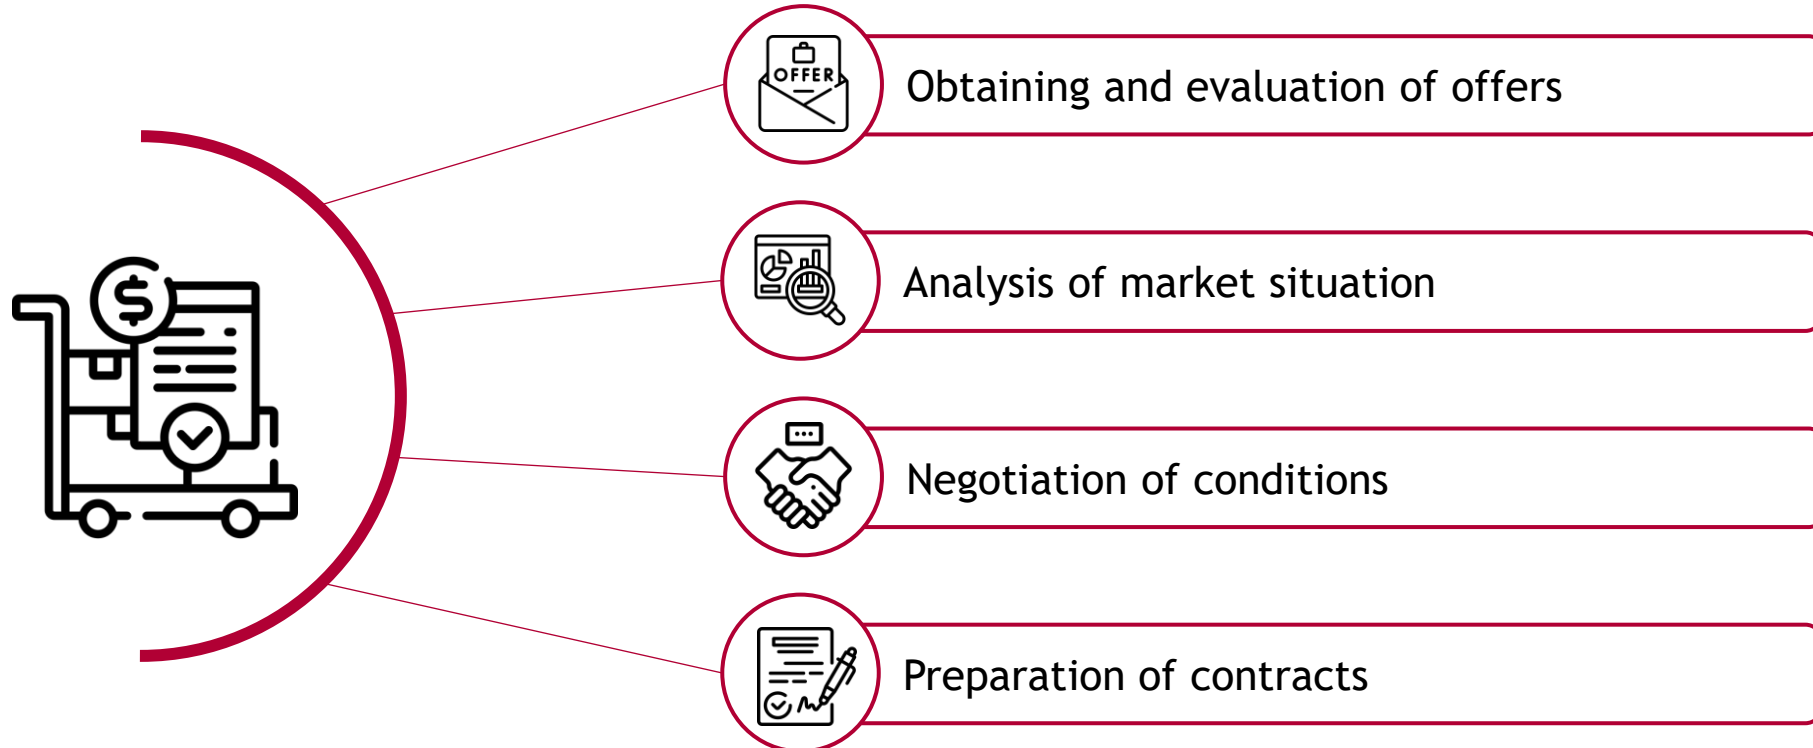 OFFER
Obtaining and evaluation of offers
$
Analysis of market situation
Negotiation of conditions
Preparation of contracts